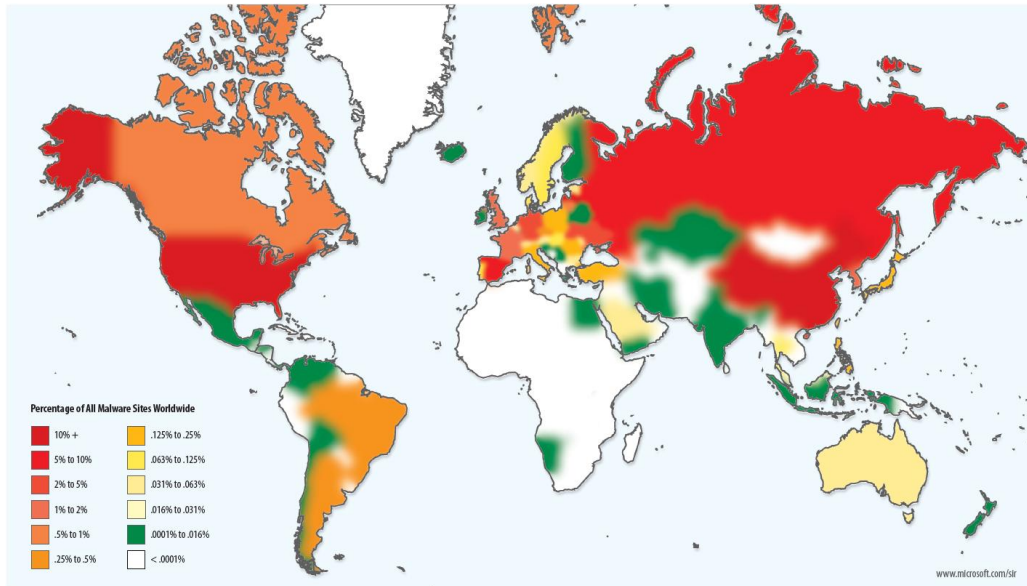 Percentage of All Malware Sites Worldwide
10% +
5% to 10%
2% to 5%
1% to 2%
.5% to 1%
.25% to .5%
.125% to .25%
.063% to .125%
.031% to .063%
.016% to .031%
.0001% to .016%
< .0001%
www.microsoft.com/sir